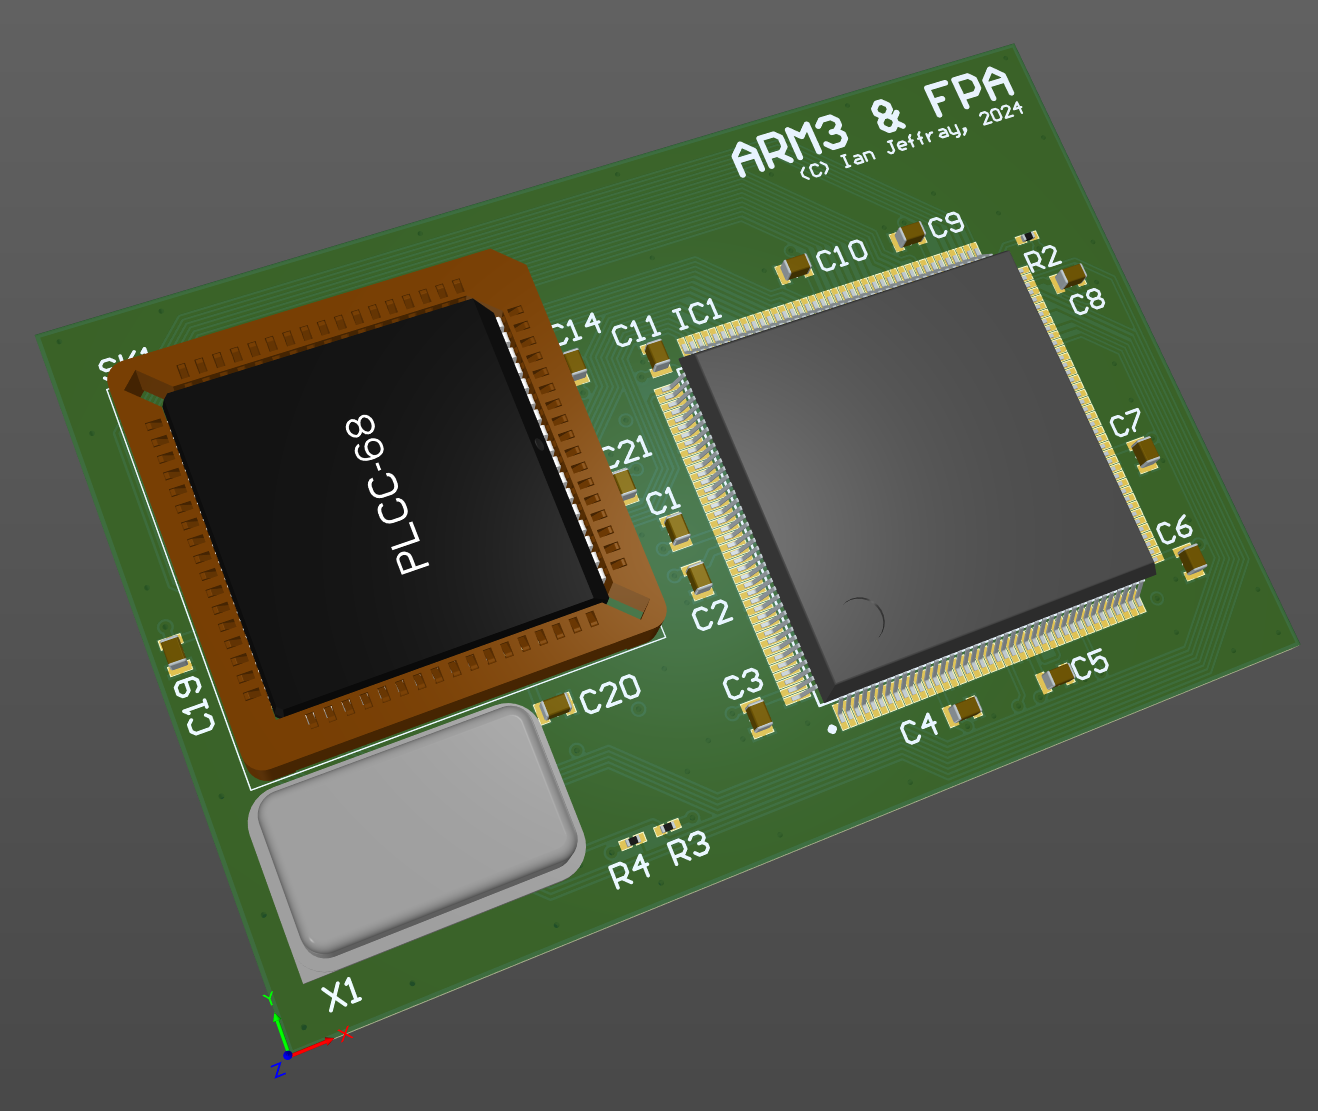 ARM3 & FPA
(C) Ian Jeffray, 2024
C9
C10
R2
C8
IC1
C11
C14
SK1
C7
PLCC-68
C21
C1
C6
C2
C5
C3
C4
C19
C20
R4
R3
X1
Y
X
Z